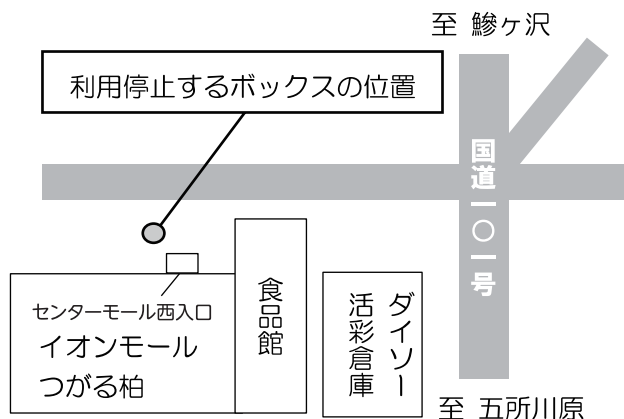 至 鰺ヶ沢
利用停止するボックスの位置
国道一〇一号
センターモール西入口
イオンモール
つがる柏
食品館
ダイソー
活彩倉庫
至 五所川原